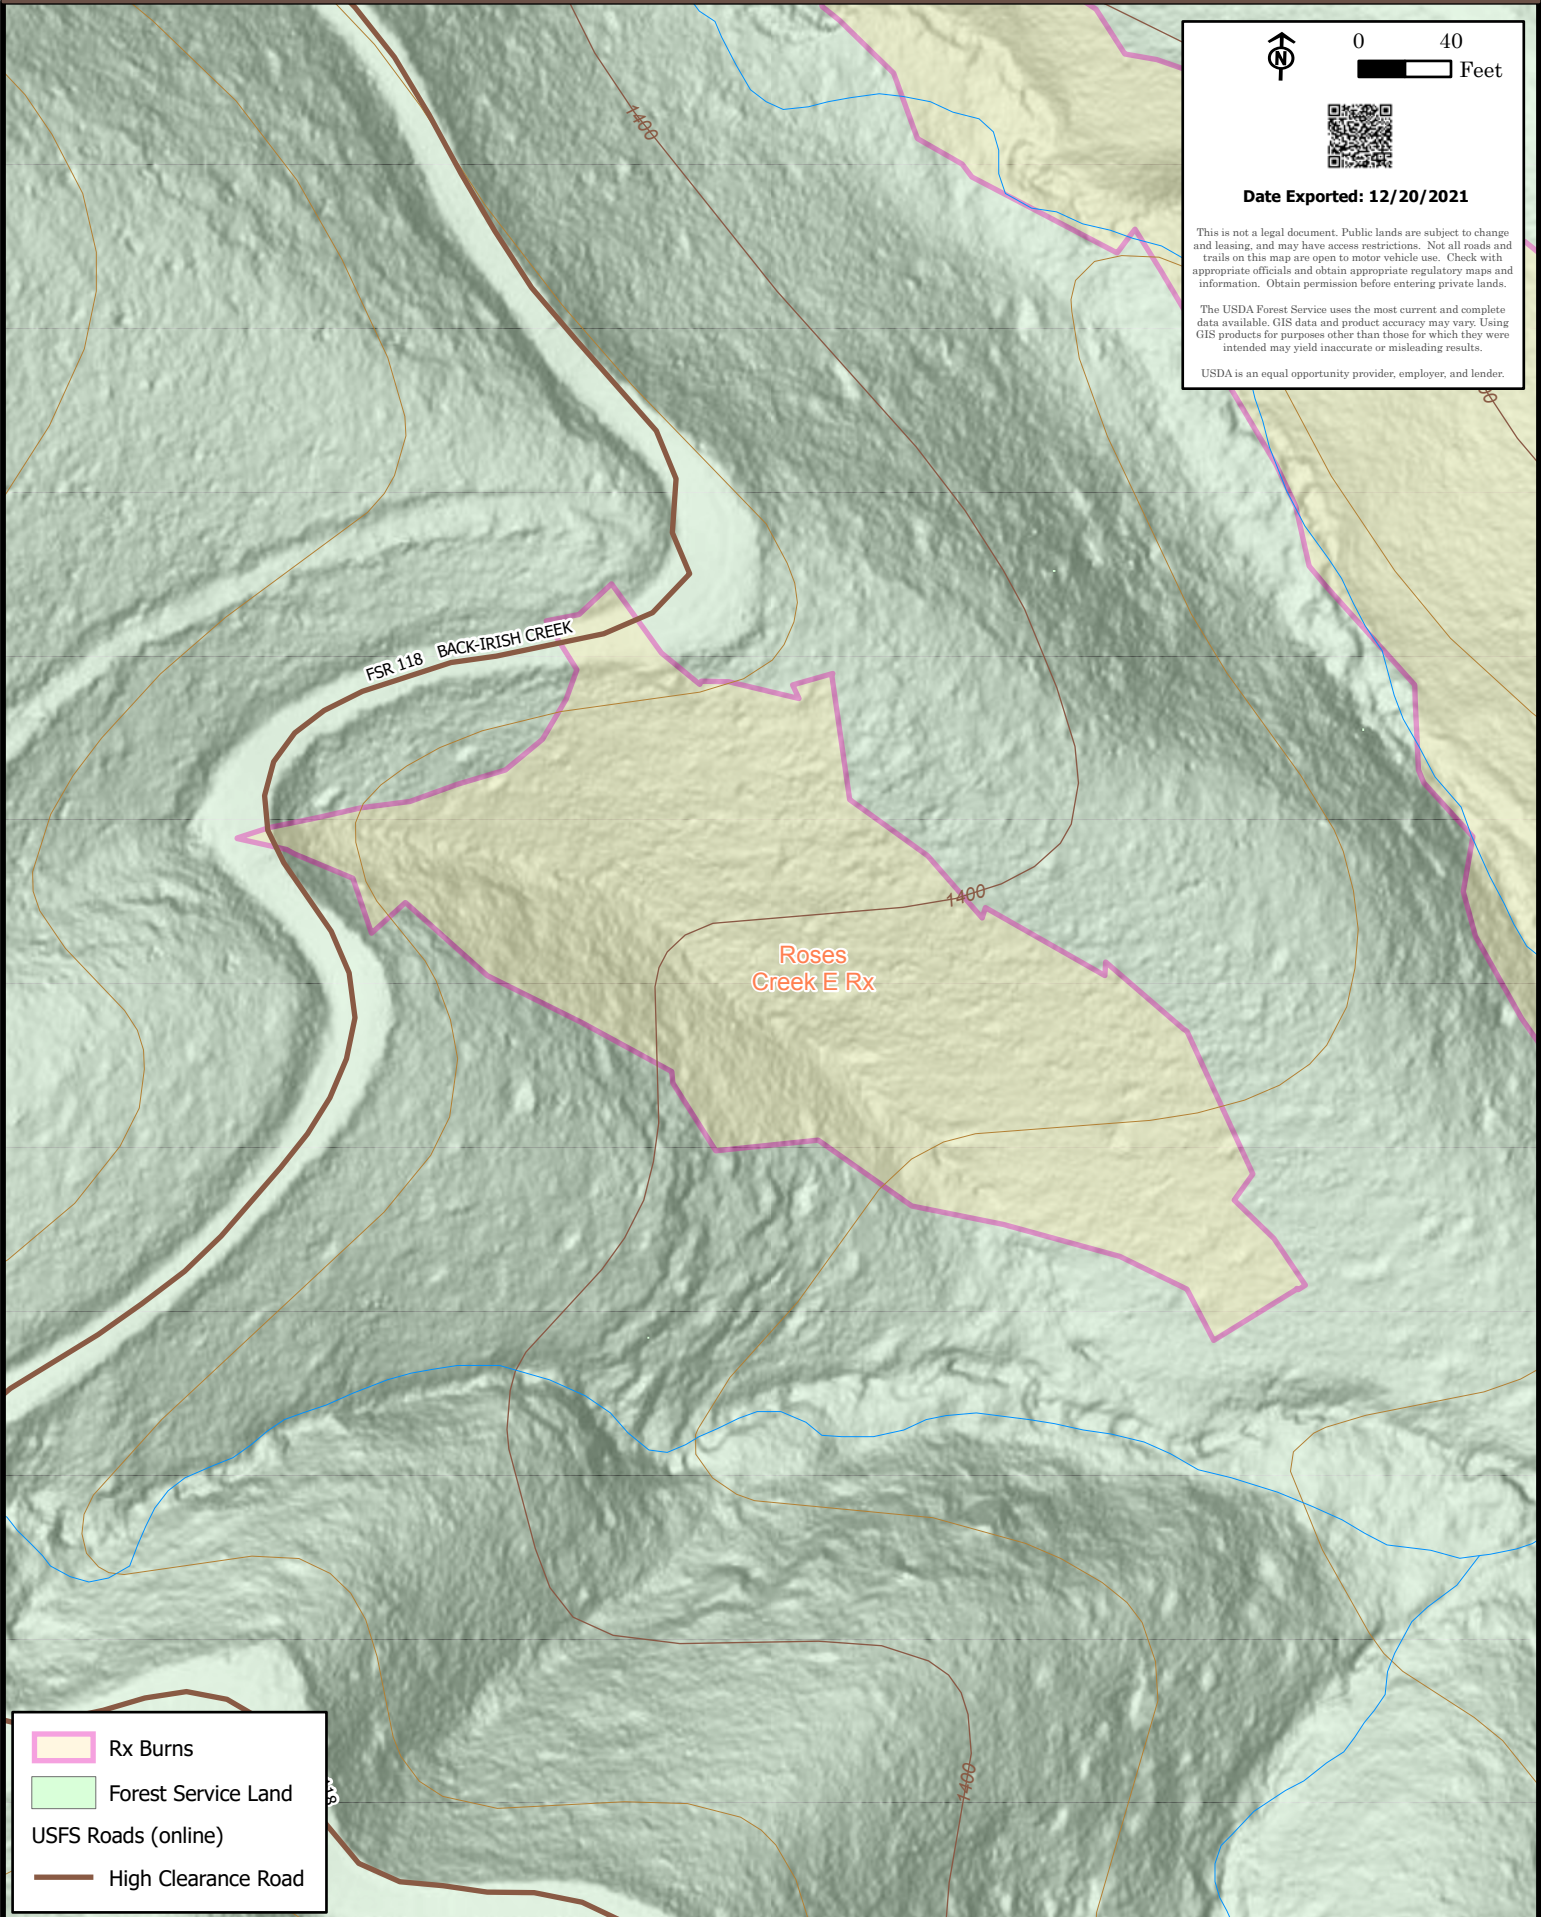 0 40
Feet
N
Date Exported: 12/20/2021
This is not a legal document. Public lands are subject to change
and leasing, and may have access restrictions. Not all roads and
trails on this map are open to motor vehicle use. Check with
appropriate officials and obtain appropriate regulatory maps and
information. Obtain permission before entering private lands.
The USDA Forest Service uses the most current and complete
data available. GIS data and product accuracy may vary. Using
GIS products for purposes other than those for which they were
intended may yield inaccurate or misleading results.
USDA is an equal opportunity provider, employer, and lender.
1400
FSR 118 BACK-IRISH CREEK
1400
Roses
Creek E Rx
1400
Rx Burns
Forest Service Land
USFS Roads (online)
High Clearance Road